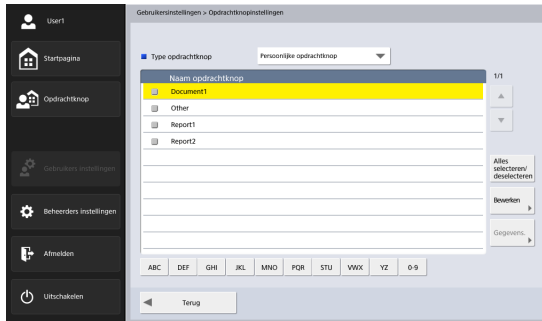 User1
Gebruikersinstellingen > Opdrachtknopinstellingen
Startpagina
Type opdrachtknop
Persoonlijke opdrachtknop
Naam opdrachtknop
1/1
Opdrachtknop
Document1
Other
Report1
Report2
Gebruikers instellingen
Alles
selecteren/
deselecteren
Beheerders instellingen
Bewerken
Gegevens.
Afmelden
ABC DEF GHI JKL MNO PQR STU VWX YZ 0-9
Uitschakelen
Terug